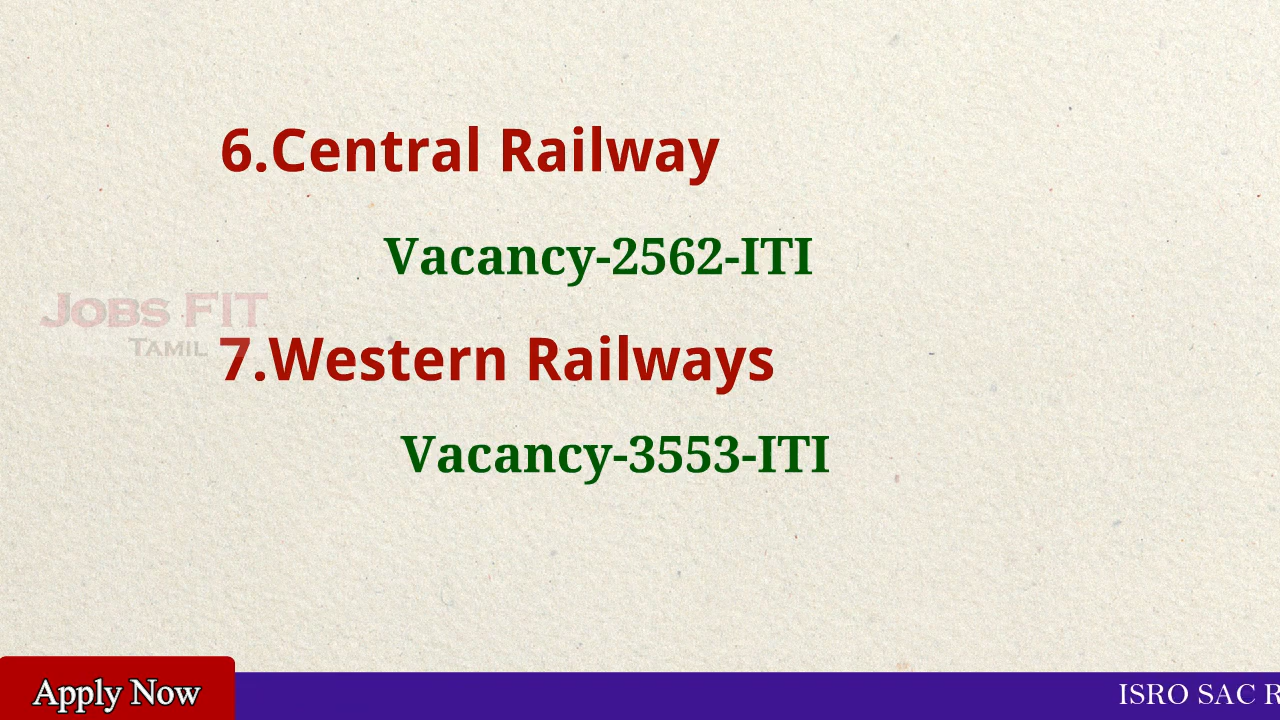 6.Central Railway
Vacancy-2562-ITI
JOBS FIT
TAMIL
7.Western Railways
Vacancy-3553-ITI
Apply Now
ISRO SAC R